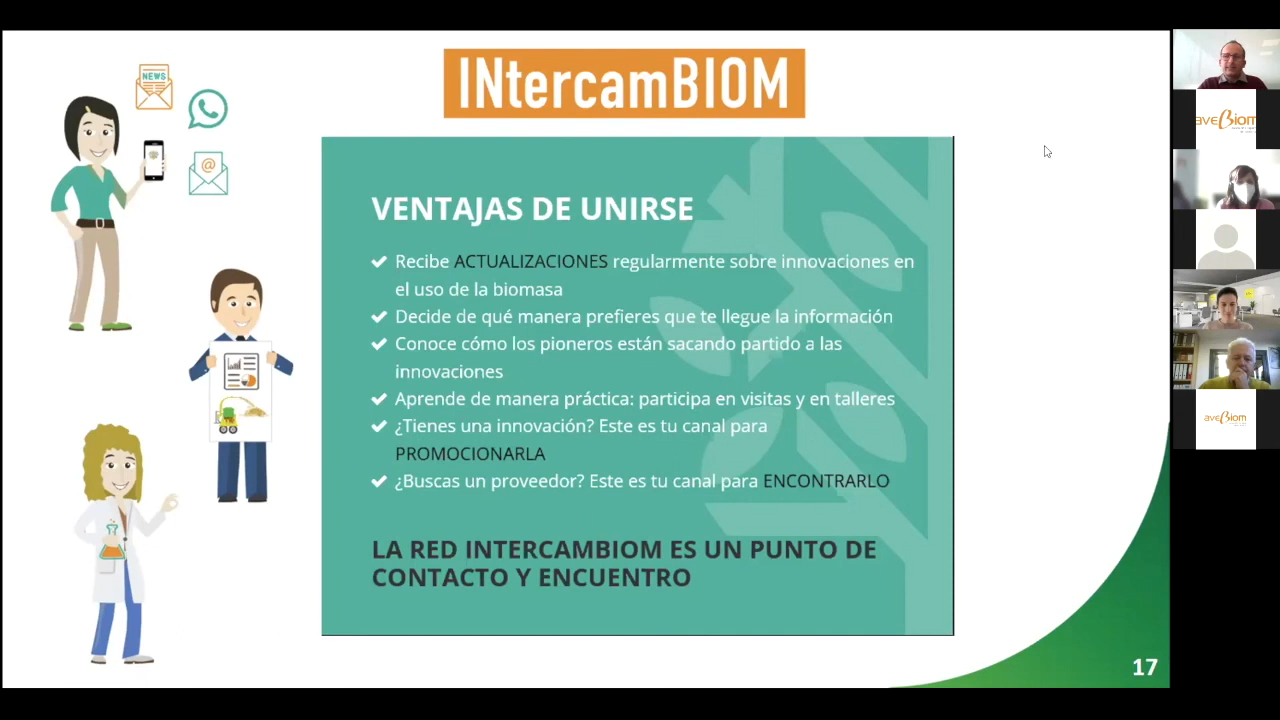 INtercamBIOM
NEWS
@
VENTAJAS DE UNIRSE
Recibe ACTUALIZACIONES regularmente sobre innovaciones en
el uso de la biomasa
Decide de qué manera prefieres que te llegue la información
Conoce cómo los pioneros están sacando partido a las
innovaciones
Aprende de manera práctica: participa en visitas y en talleres
¿Tienes una innovación? Este es tu canal para
PROMOCIONARLA
¿Buscas un proveedor? Este es tu canal para ENCONTRARLO
LA RED INTERCAMBIOM ES UN PUNTO DE
CONTACTO Y ENCUENTRO
17
aveBiom
aveBiom